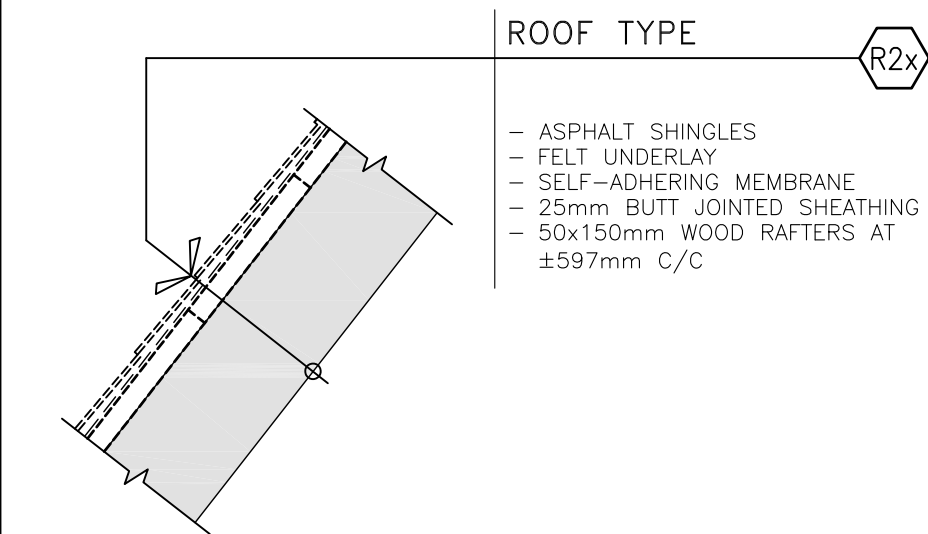 ROOF TYPE
R2x
- ASPHALT SHINGLES
- FELT UNDERLAY
- SELF-ADHERING MEMBRANE
- 25mm BUTT JOINTED SHEATHING
- 50x150mm WOOD RAFTERS AT
±597mm C/C